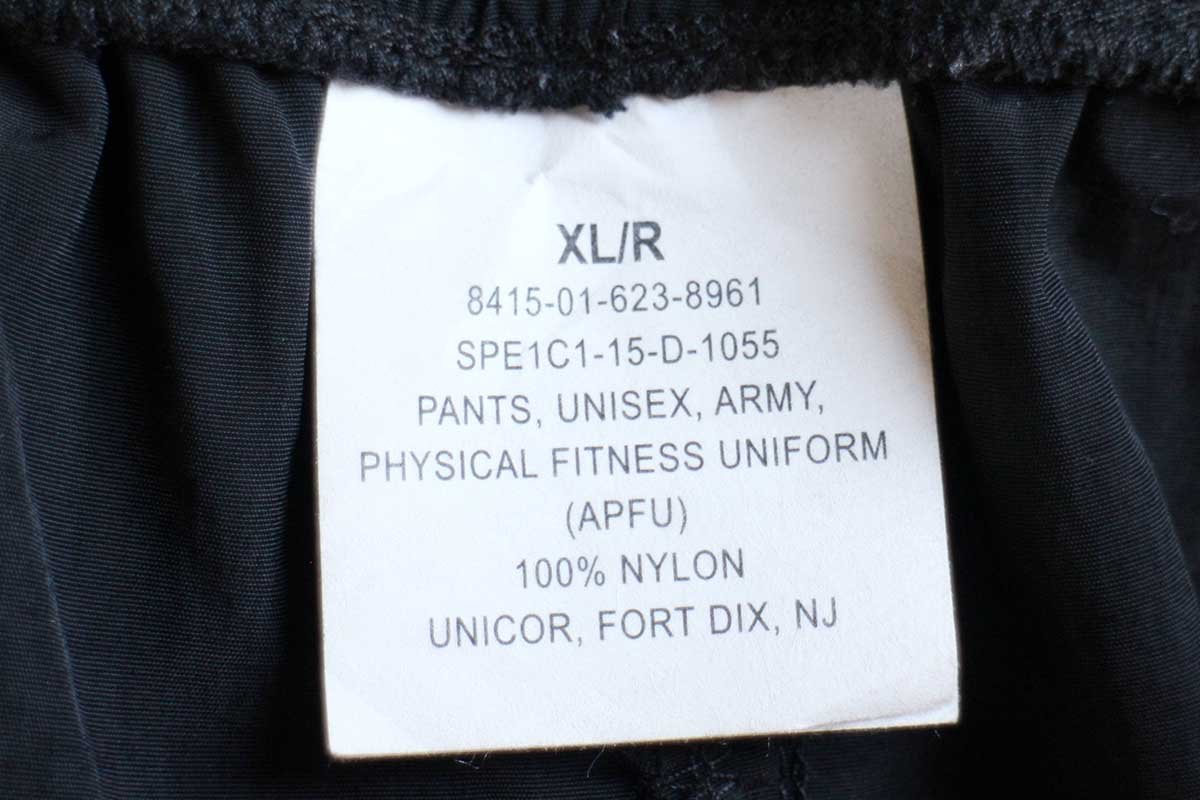 XL/R
8415-01-623-8961
SPE1C1-15-D-1055
PANTS, UNISEX, ARMY,
PHYSICAL FITNESS UNIFORM
(APFU)
100% NYLON
UNICOR, FORT DIX, NJ